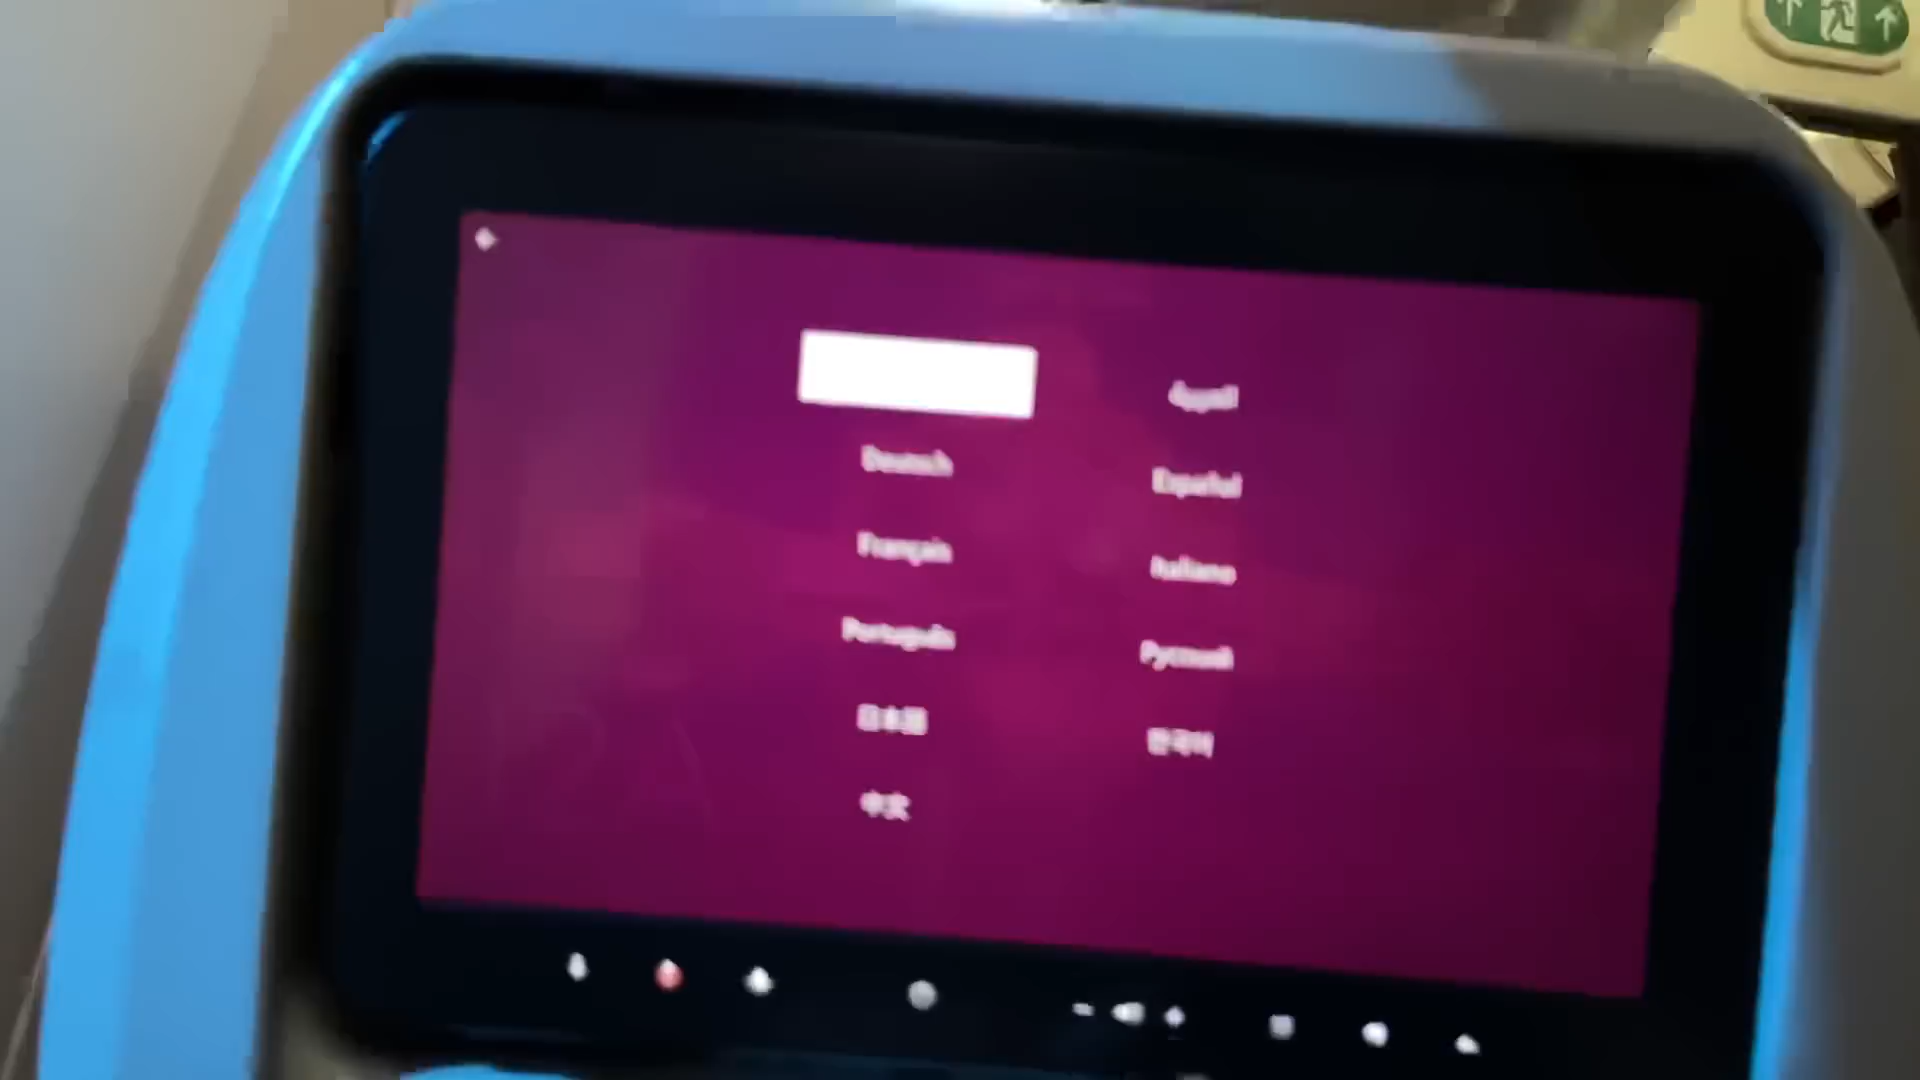 Deutsch
Español
Français
Italiano
Português
Русский
日本語
한국어
中文